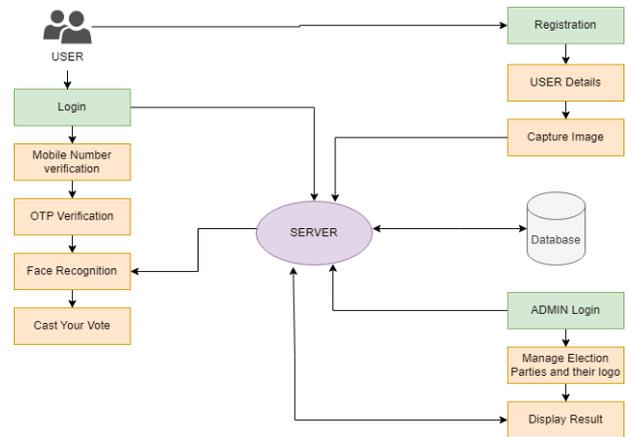 USER
Registration
USER Details
Capture Image
Login
Mobile Number
verification
OTP Verification
Face Recognition
Cast Your Vote
SERVER
Database
ADMIN Login
Manage Election
Parties and their logo
Display Result